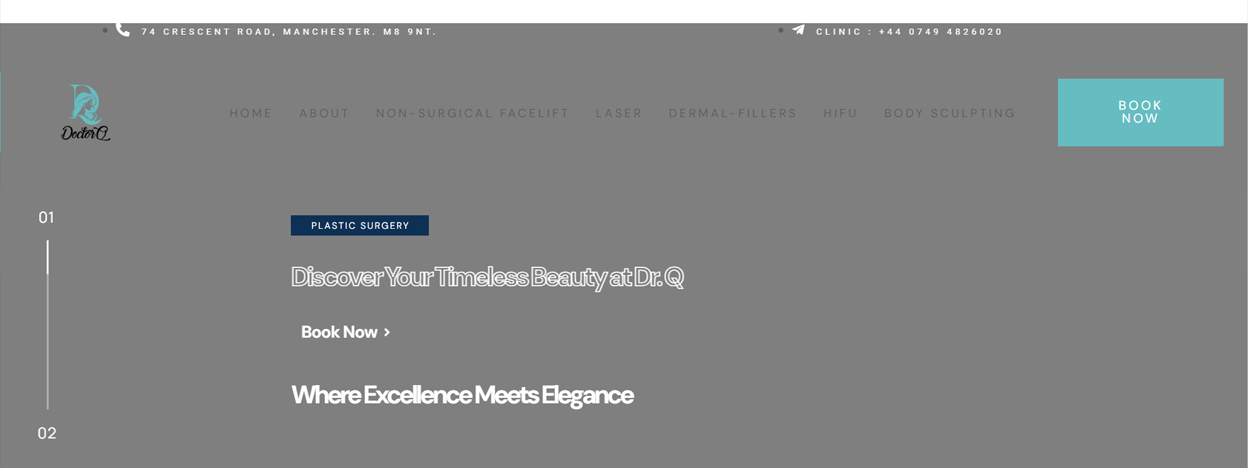 74 CRESCENT ROAD, MANCHESTER. M8 9NT.
CLINIC : +44 0749 4826020
Doctor Q
HOME ABOUT NON-SURGICAL FACELIFT LASER DERMAL-FILLERS HIFU BODY SCULPTING
BOOK
NOW
01
PLASTIC SURGERY
Discover Your Timeless Beauty at Dr. Q
Book Now
Where Excellence Meets Elegance
02